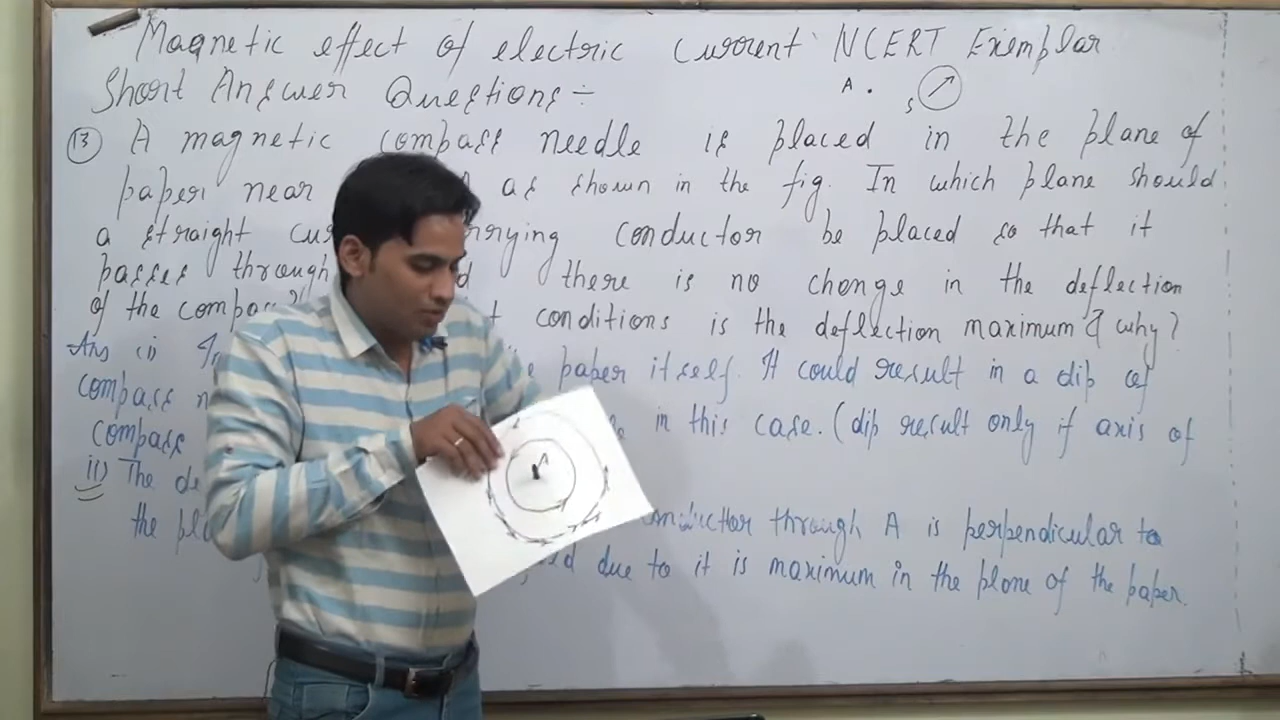 Magnetic effect of electric current NCERT Exemplar
Short Answer Questions :-
A . S
(13) A magnetic compass needle is placed in the plane of
paper near as shown in the fig. In which plane should
a straight rrying conductor be placed so that it
passes through there is no change in the deflection
of the compass conditions is the deflection maximum & why?
Ans (i) paper itself. It could result in a dip of
compass in this case. (dip result only if axis of
compass
ii) The
the conductor through A is perpendicular to
due to it is maximum in the plane of the paper.
A